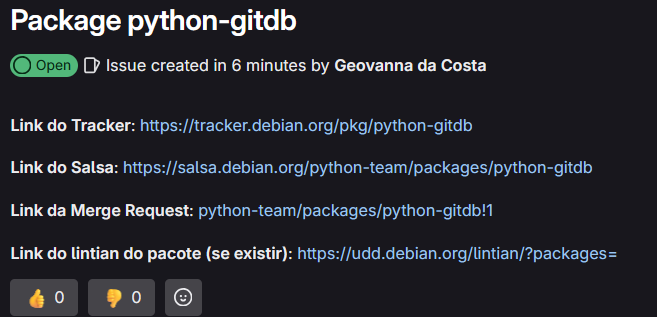 Package python-gitdb
Open Issue created in 6 minutes by Geovanna da Costa
Link do Tracker: https://tracker.debian.org/pkg/python-gitdb
Link do Salsa: https://salsa.debian.org/python-team/packages/python-gitdb
Link da Merge Request: python-team/packages/python-gitdb!1
Link do lintian do pacote (se existir): https://udd.debian.org/lintian/?packages=
👍 0 👎 0